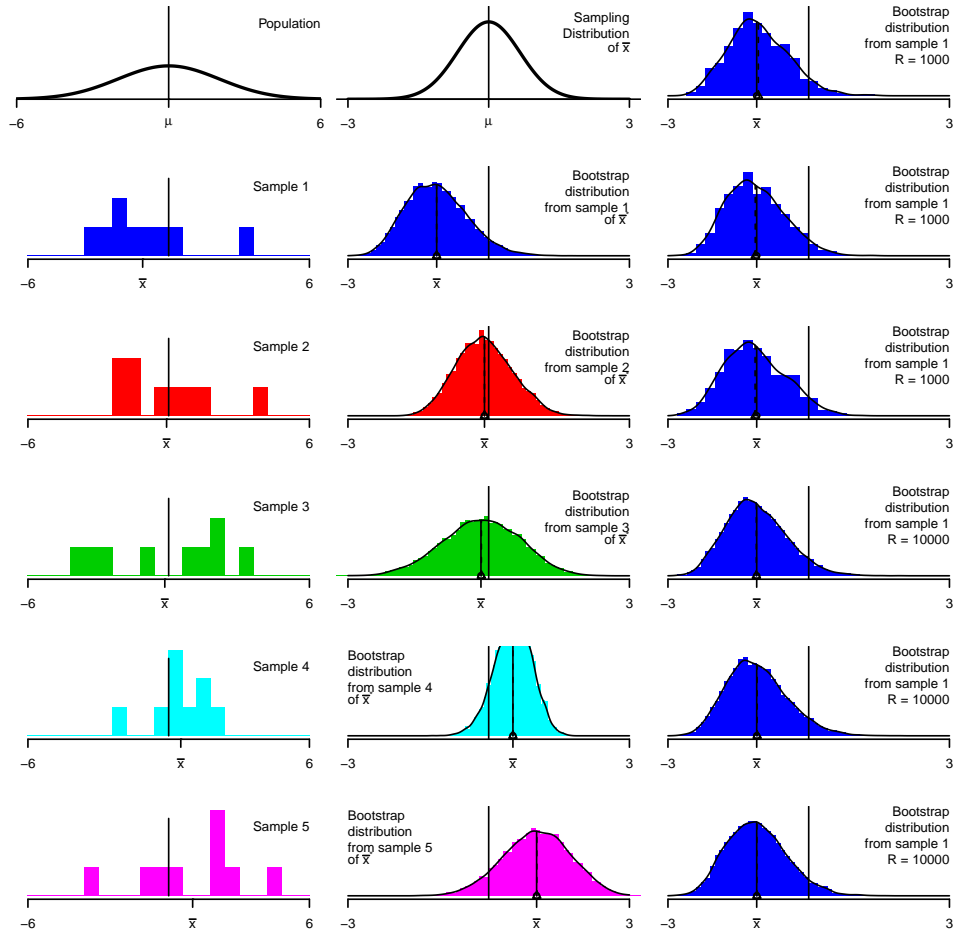 Population
-6
μ
6
Sampling
Distribution
of x̅
-3
μ
3
Bootstrap
distribution
from sample 1
R = 1000
-3
x̅
3
Sample 1
-6
x̅
6
Bootstrap
distribution
from sample 1
of x̅
-3
x̅
3
Bootstrap
distribution
from sample 1
R = 1000
-3
x̅
3
Sample 2
-6
x̅
6
Bootstrap
distribution
from sample 2
of x̅
-3
x̅
3
Bootstrap
distribution
from sample 1
R = 1000
-3
x̅
3
Sample 3
-6
x̅
6
Bootstrap
distribution
from sample 3
of x̅
-3
x̅
3
Bootstrap
distribution
from sample 1
R = 10000
-3
x̅
3
Sample 4
-6
x̅
6
Bootstrap
distribution
from sample 4
of x̅
-3
x̅
3
Bootstrap
distribution
from sample 1
R = 10000
-3
x̅
3
Sample 5
-6
x̅
6
Bootstrap
distribution
from sample 5
of x̅
-3
x̅
3
Bootstrap
distribution
from sample 1
R = 10000
-3
x̅
3